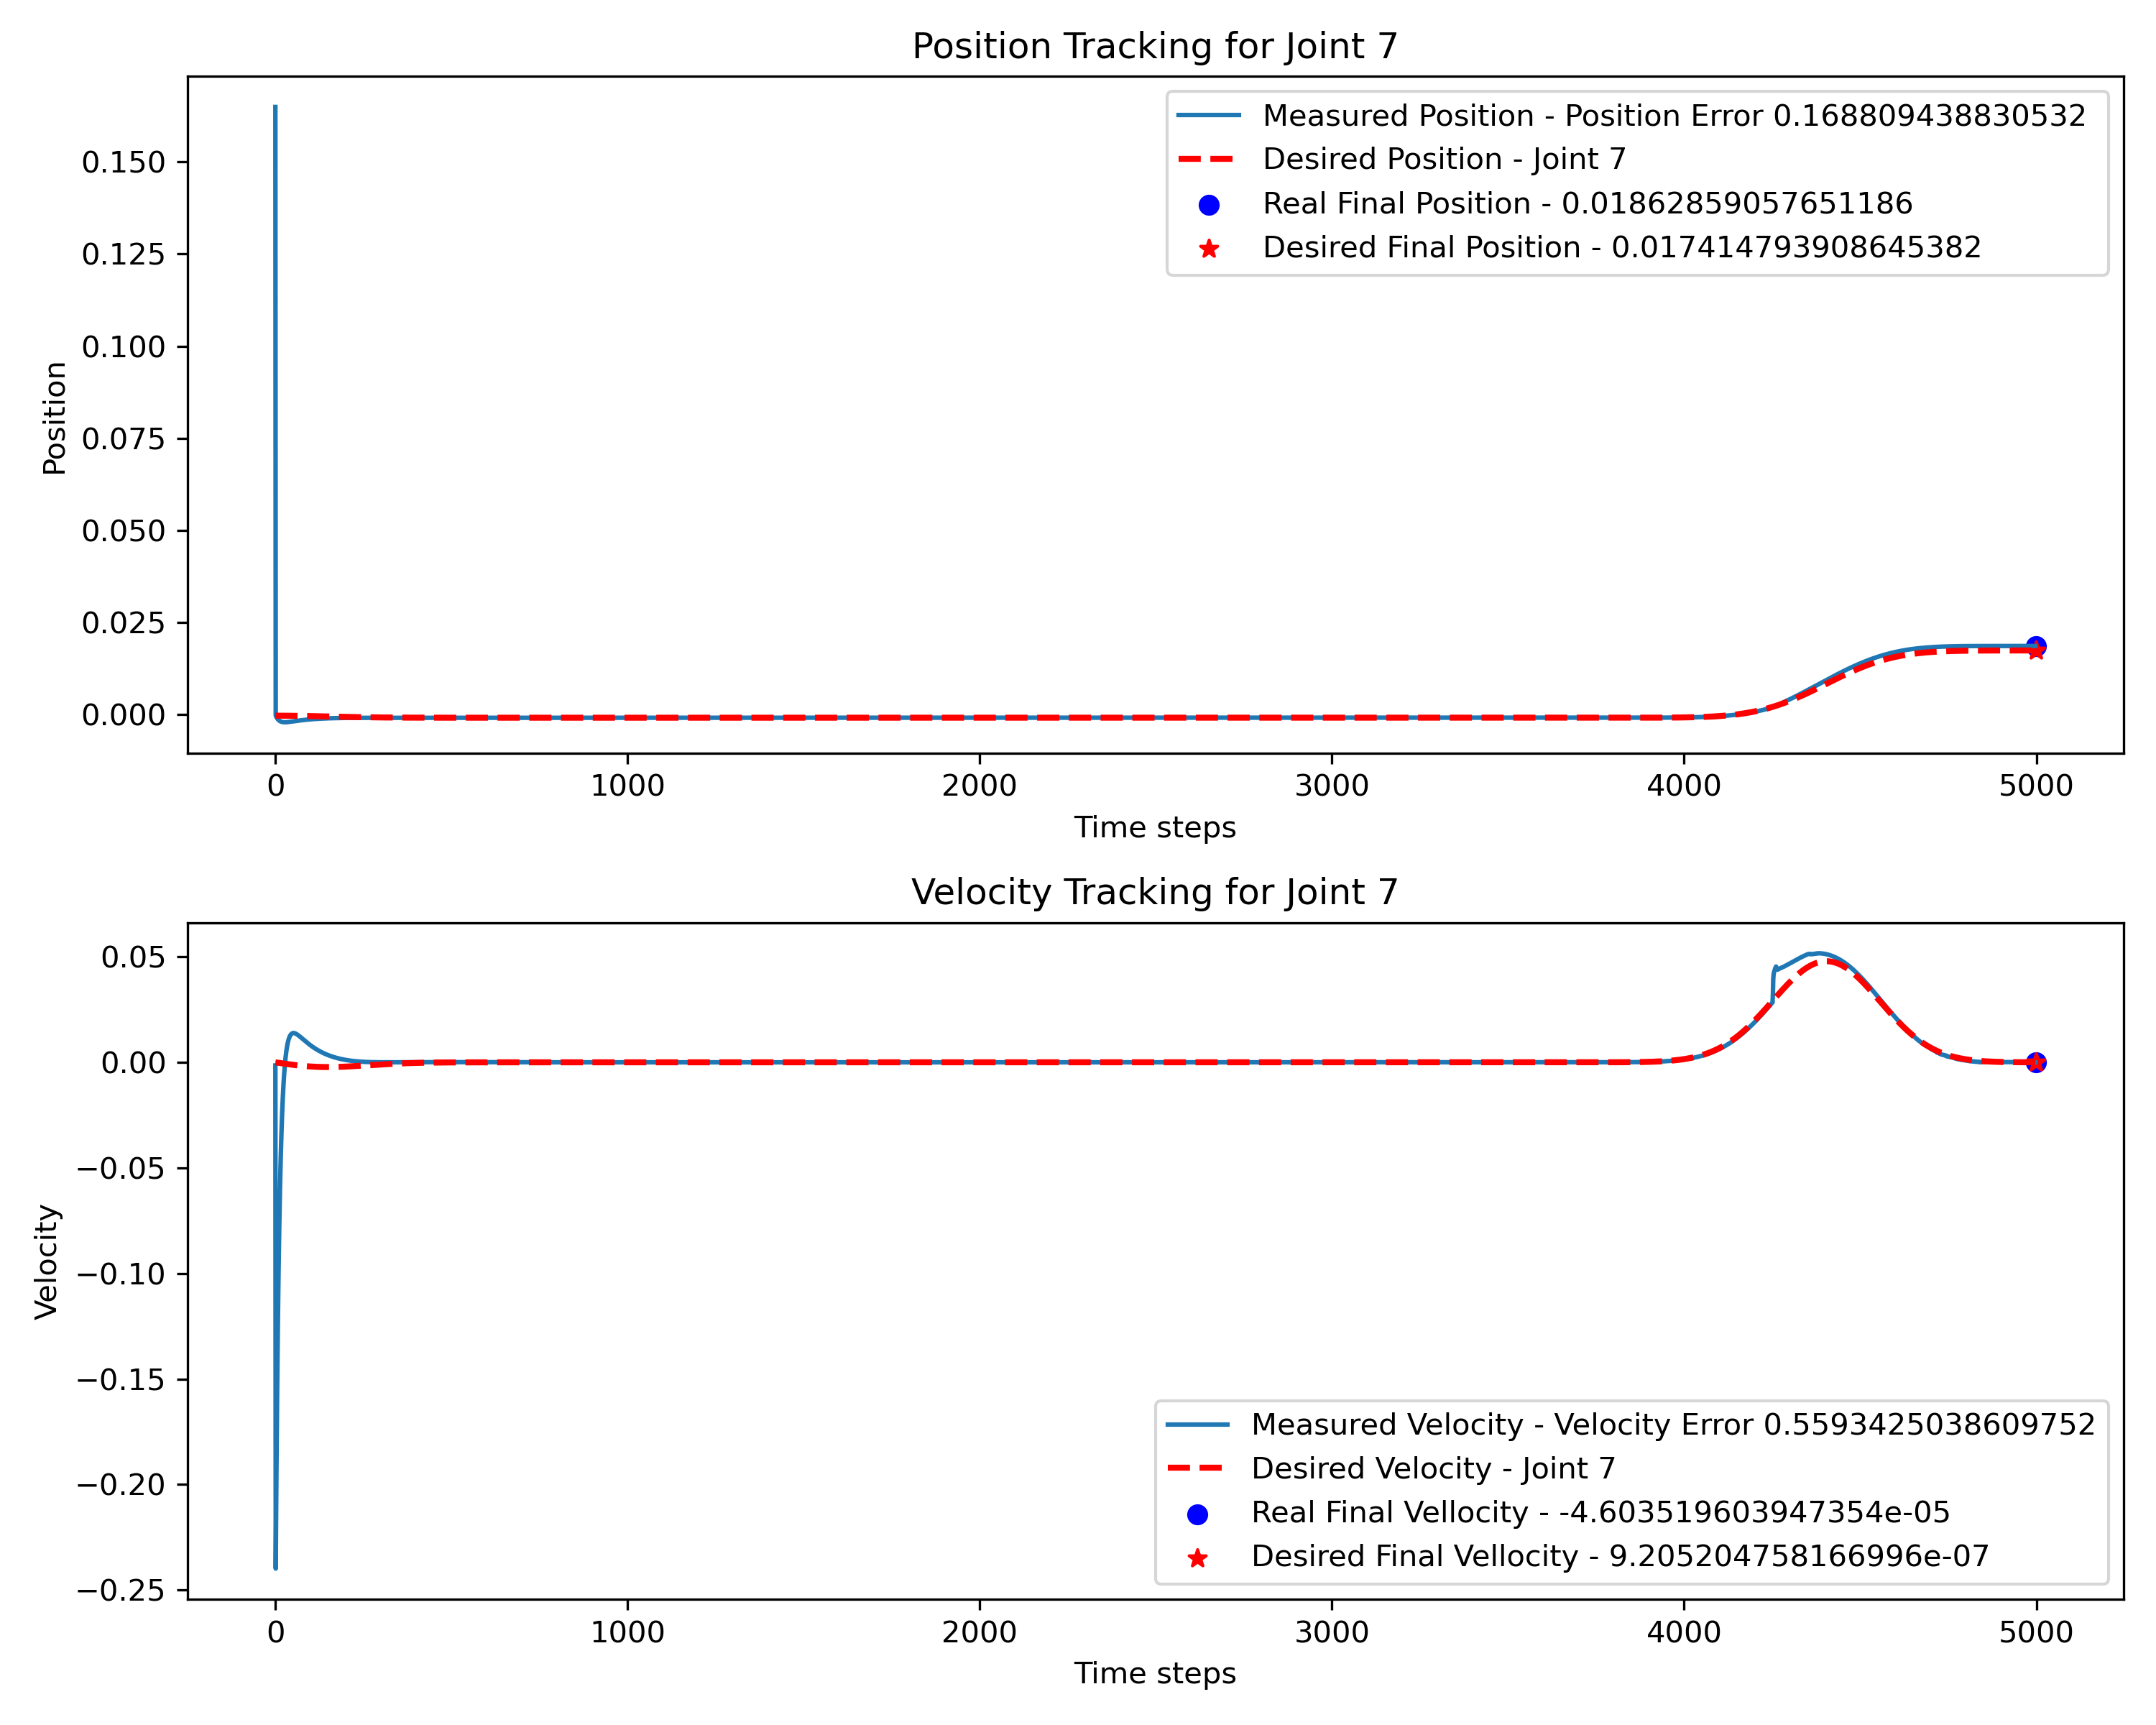 Position Tracking for Joint 7
Measured Position - Position Error 0.168809438830532
Desired Position - Joint 7
Real Final Position - 0.01862859057651186
Desired Final Position - 0.017414793908645382
Position
0.150
0.125
0.100
0.075
0.050
0.025
0.000
0 1000 2000 3000 4000 5000
Time steps
Velocity Tracking for Joint 7
Velocity
0.05
0.00
−0.05
−0.10
−0.15
−0.20
−0.25
Measured Velocity - Velocity Error 0.5593425038609752
Desired Velocity - Joint 7
Real Final Vellocity - -4.603519603947354e-05
Desired Final Vellocity - 9.205204758166996e-07
0 1000 2000 3000 4000 5000
Time steps